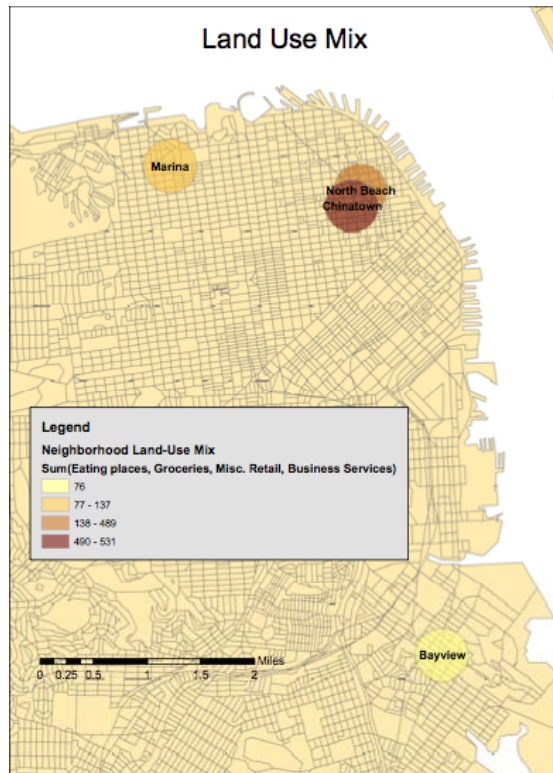 Land Use Mix
Marina
North Beach
Chinatown
Legend
Neighborhood Land-Use Mix
Sum(Eating places, Groceries, Misc. Retail, Business Services)
76
77 - 137
138 - 489
490 - 531
Bayview
Miles
0 0.25 0.5 1 1.5 2